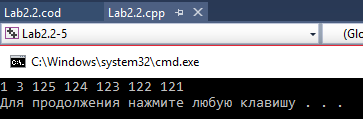 Lab2.2.cod
Lab2.2.cpp
Lab2.2-5
(Glo
C:\Windows\system32\cmd.exe
1 3 125 124 123 122 121
Для продолжения нажмите любую клавишу . . .